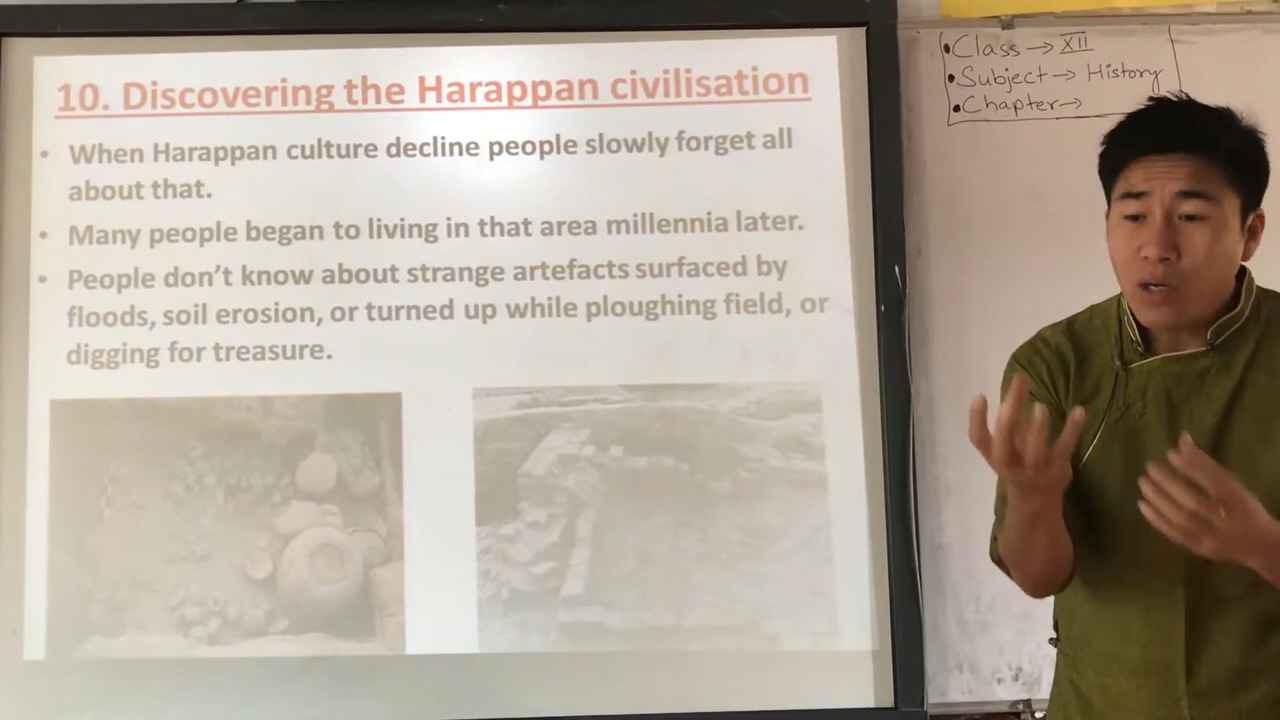 10. Discovering the Harappan civilisation
• When Harappan culture decline people slowly forget all
about that.
• Many people began to living in that area millennia later.
• People don't know about strange artefacts surfaced by
floods, soil erosion, or turned up while ploughing field, or
digging for treasure.
• Class → XII
• Subject → History
• Chapter →